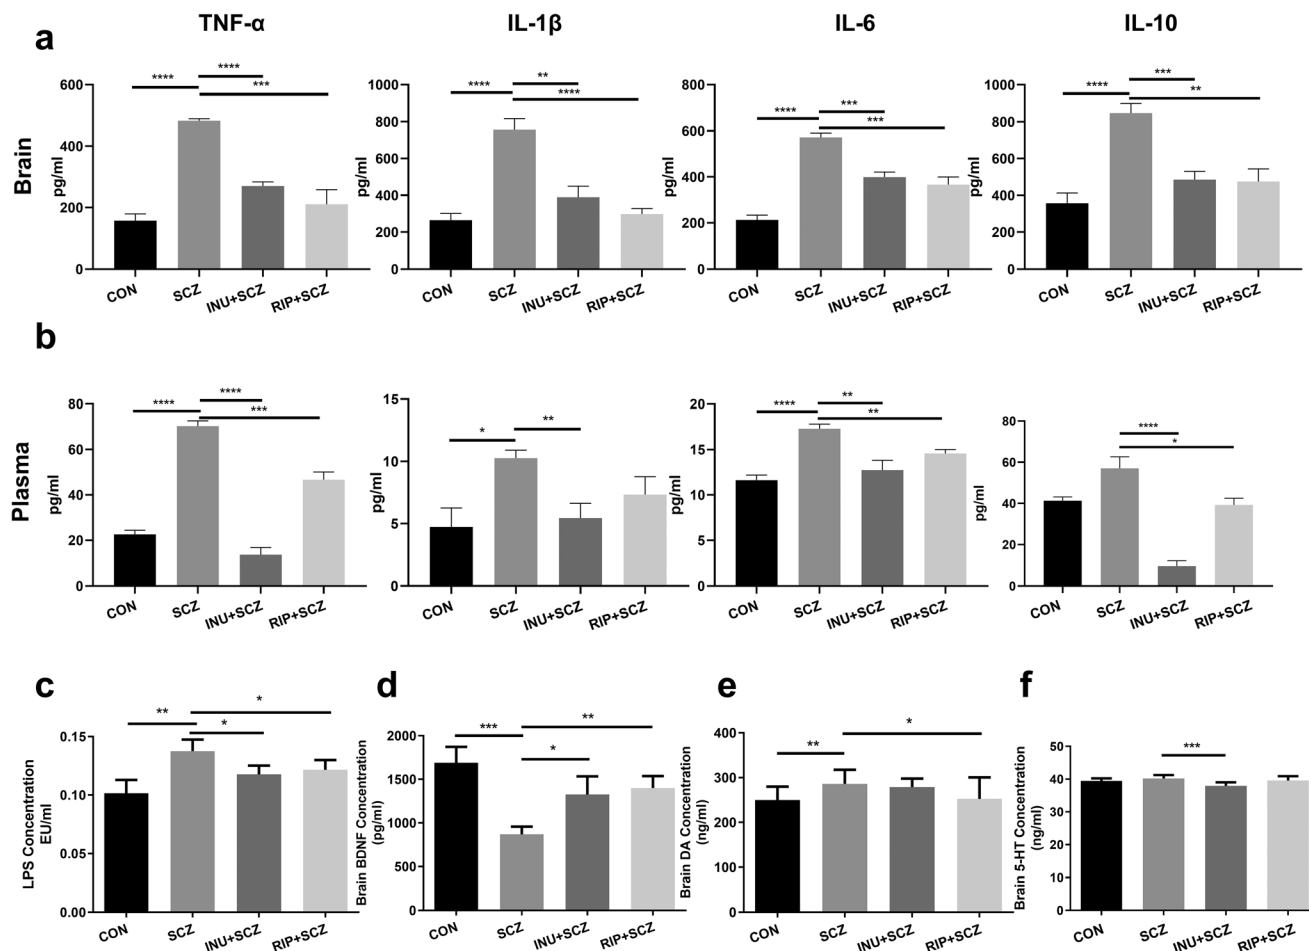 a
TNF-α
IL-1β
IL-6
IL-10
Brain
pg/ml
600
400
200
0
**** **** ***
CON SCZ INU+SCZ RIP+SCZ
pg/ml
1000
800
600
400
200
0
**** ** ****
CON SCZ INU+SCZ RIP+SCZ
pg/ml
800
600
400
200
0
**** *** ***
CON SCZ INU+SCZ RIP+SCZ
pg/ml
1000
800
600
400
200
0
**** *** **
CON SCZ INU+SCZ RIP+SCZ
b
Plasma
pg/ml
80
60
40
20
0
**** **** ***
CON SCZ INU+SCZ RIP+SCZ
pg/ml
15
10
5
0
* **
CON SCZ INU+SCZ RIP+SCZ
pg/ml
20
15
10
5
0
**** ** **
CON SCZ INU+SCZ RIP+SCZ
pg/ml
80
60
40
20
0
**** *
CON SCZ INU+SCZ RIP+SCZ
c
LPS Concentration
EU/ml
0.15
0.10
0.05
0.00
** * *
CON SCZ INU+SCZ RIP+SCZ
d
Brain BDNF Concentration
(pg/ml)
2000
1500
1000
500
0
*** * **
CON SCZ INU+SCZ RIP+SCZ
e
Brain DA Concentration
(ng/ml)
400
300
200
100
0
** *
CON SCZ INU+SCZ RIP+SCZ
f
Brain 5-HT Concentration
(ng/ml)
50
40
30
20
10
0
***
CON SCZ INU+SCZ RIP+SCZ